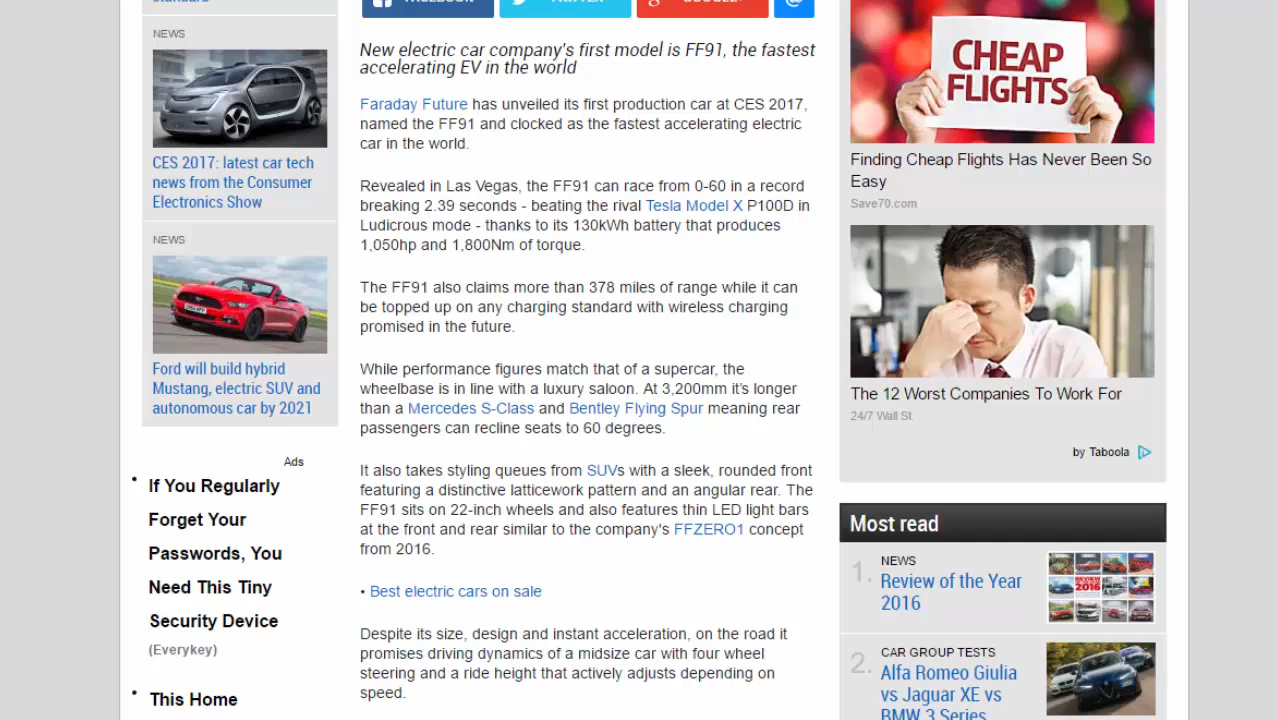 standard
NEWS
CES 2017: latest car tech
news from the Consumer
Electronics Show
NEWS
Ford will build hybrid
Mustang, electric SUV and
autonomous car by 2021
Ads
• If You Regularly
Forget Your
Passwords, You
Need This Tiny
Security Device
(Everykey)
• This Home
FACEBOOK
TWITTER
GOOGLE+
@
New electric car company's first model is FF91, the fastest
accelerating EV in the world
Faraday Future has unveiled its first production car at CES 2017,
named the FF91 and clocked as the fastest accelerating electric
car in the world.
Revealed in Las Vegas, the FF91 can race from 0-60 in a record
breaking 2.39 seconds - beating the rival Tesla Model X P100D in
Ludicrous mode - thanks to its 130kWh battery that produces
1,050hp and 1,800Nm of torque.
The FF91 also claims more than 378 miles of range while it can
be topped up on any charging standard with wireless charging
promised in the future.
While performance figures match that of a supercar, the
wheelbase is in line with a luxury saloon. At 3,200mm it's longer
than a Mercedes S-Class and Bentley Flying Spur meaning rear
passengers can recline seats to 60 degrees.
It also takes styling queues from SUVs with a sleek, rounded front
featuring a distinctive latticework pattern and an angular rear. The
FF91 sits on 22-inch wheels and also features thin LED light bars
at the front and rear similar to the company's FFZERO1 concept
from 2016.
• Best electric cars on sale
Despite its size, design and instant acceleration, on the road it
promises driving dynamics of a midsize car with four wheel
steering and a ride height that actively adjusts depending on
speed.
CHEAP
FLIGHTS
Finding Cheap Flights Has Never Been So
Easy
Save70.com
The 12 Worst Companies To Work For
24/7 Wall St.
by Taboola
Most read
1. NEWS
Review of the Year
2016
REVIEW
2016
2. CAR GROUP TESTS
Alfa Romeo Giulia
vs Jaguar XE vs
BMW 3 Series